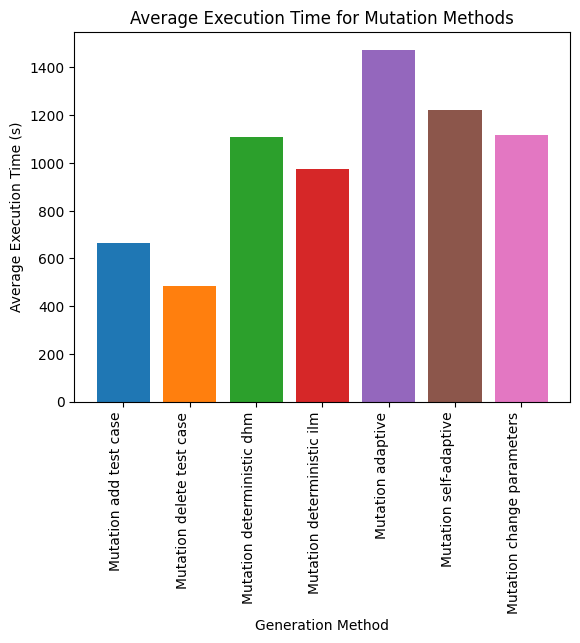 Average Execution Time for Mutation Methods
Average Execution Time (s)
1400
1200
1000
800
600
400
200
0
Mutation add test case
Mutation delete test case
Mutation deterministic dhm
Mutation deterministic ilm
Mutation adaptive
Mutation self-adaptive
Mutation change parameters
Generation Method